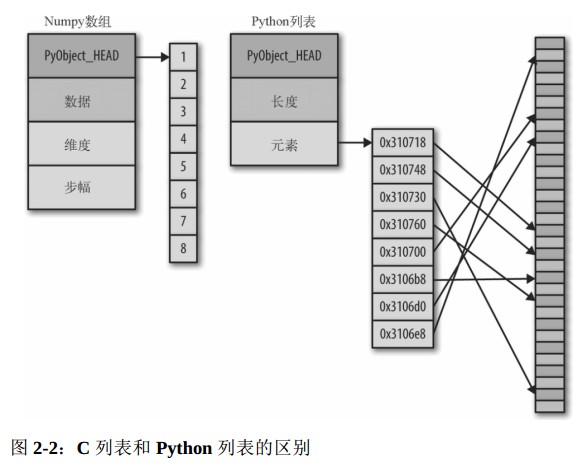 Numpy数组
PyObject_HEAD
数据
维度
步幅
1
2
3
4
5
6
7
8
Python列表
PyObject_HEAD
长度
元素
0x310718
0x310748
0x310730
0x310760
0x310700
0x3106b8
0x3106d0
0x3106e8
图 2-2：C 列表和 Python 列表的区别